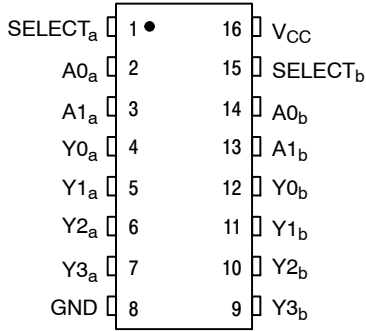 SELECTa 1 16 VCC
A0a 2 15 SELECTb
A1a 3 14 A0b
Y0a 4 13 A1b
Y1a 5 12 Y0b
Y2a 6 11 Y1b
Y3a 7 10 Y2b
GND 8 9 Y3b